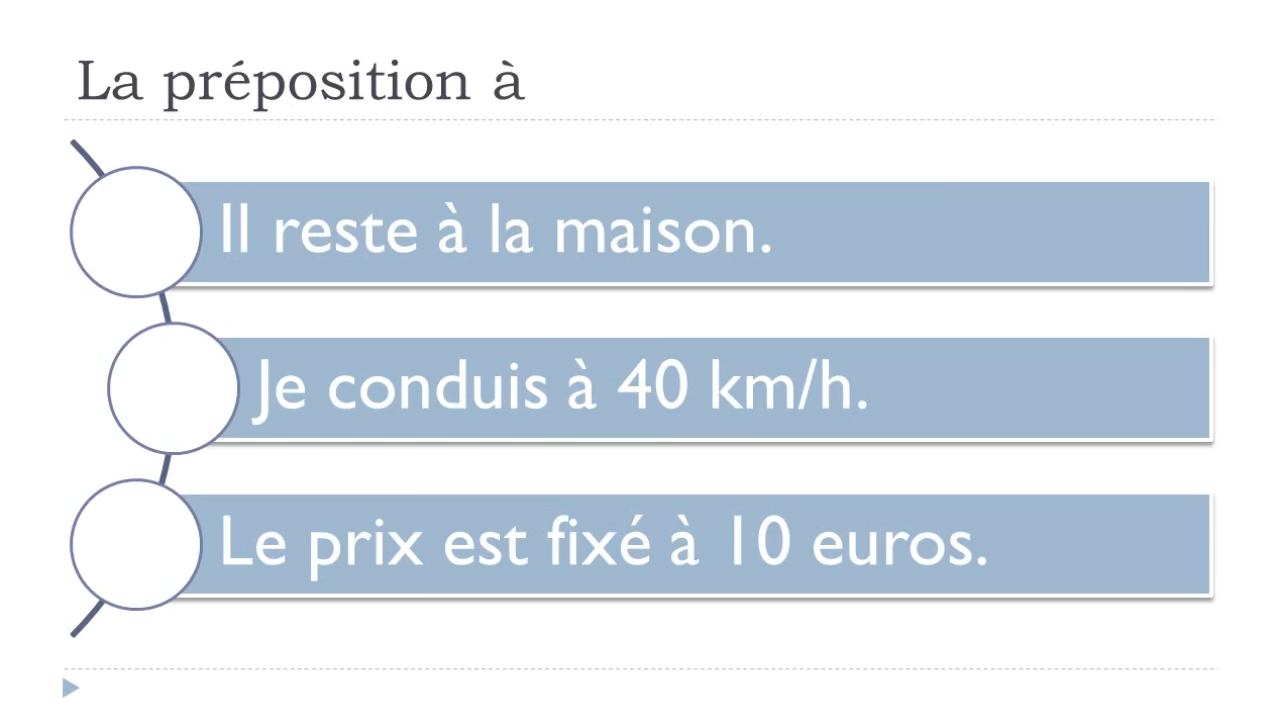 La préposition à
Il reste à la maison.
Je conduis à 40 km/h.
Le prix est fixé à 10 euros.